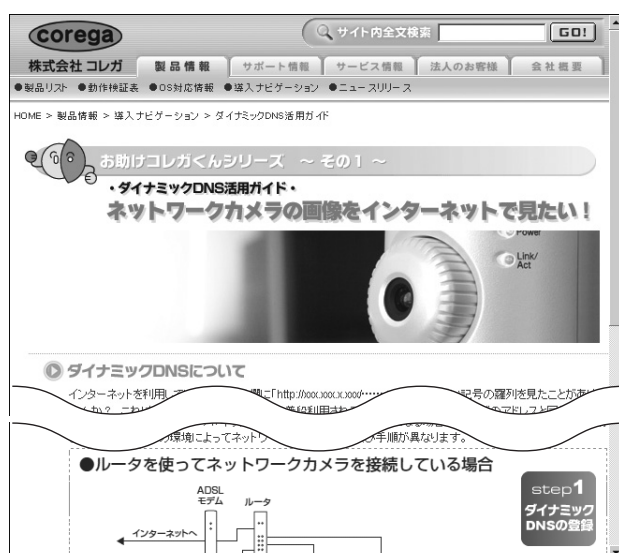 corega
サイト内全文検索 GO!
株式会社 コレガ 製品情報 サポート情報 サービス情報 法人のお客様 会社概要
●製品リスト ●動作検証表 ●OS対応情報 ●導入ナビゲーション ●ニュースリリース
HOME > 製品情報 > 導入ナビゲーション > ダイナミックDNS活用ガイド
お助けコレガくんシリーズ ～ その1 ～
・ダイナミックDNS活用ガイド・
ネットワークカメラの画像をインターネットで見たい！
Power
Link/
Act
ダイナミックDNSについて
インターネットを利用し 「http://xxx.xxx.x.xxx/…… 記号の羅列を見たことがあ
の環境によってネットワ 手順が異なります。
●ルータを使ってネットワークカメラを接続している場合
ADSL
モデム
ルータ
インターネットへ
step1
ダイナミック
DNSの登録